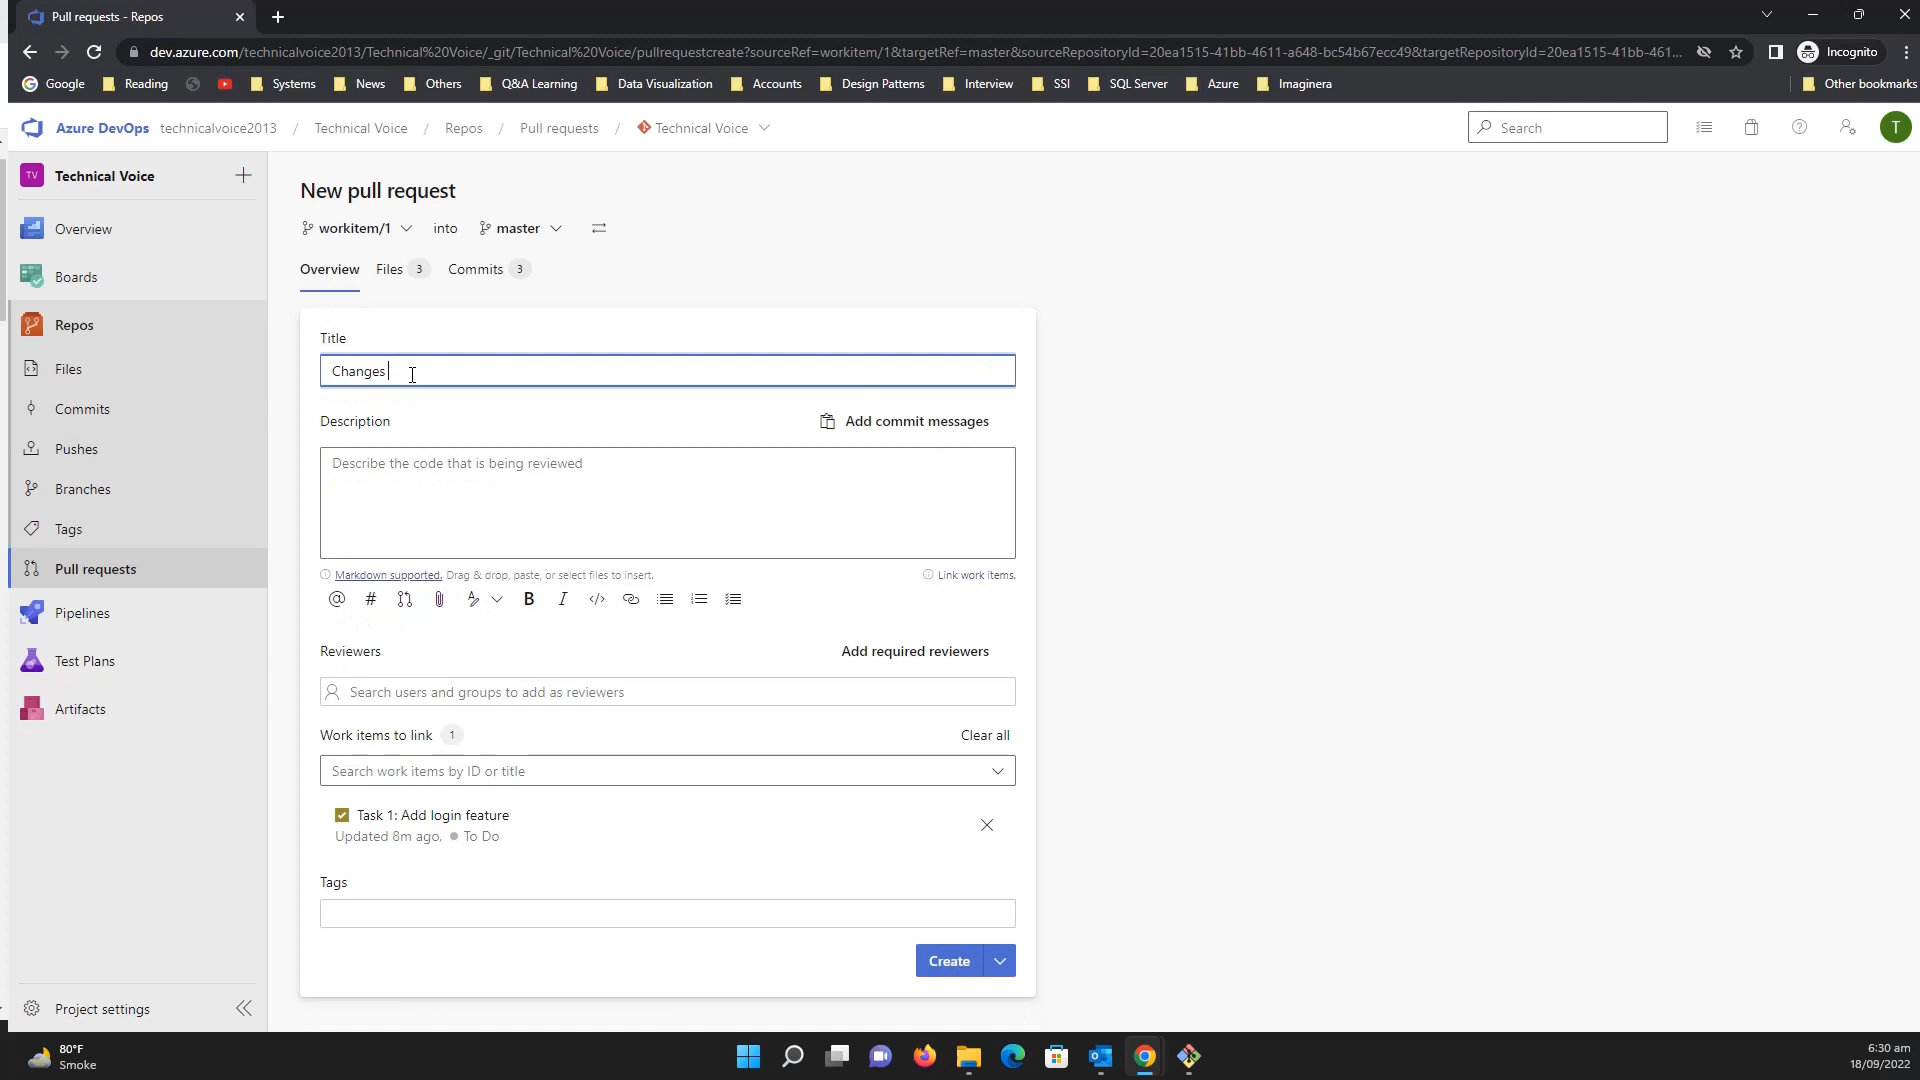 Pull requests - Repos
dev.azure.com/technicalvoice2013/Technical%20Voice/_git/Technical%20Voice/pullrequestcreate?sourceRef=workitem/1&targetRef=master&sourceRepositoryId=20ea1515-41bb-4611-a648-bc54b67ecc49&targetRepositoryId=20ea1515-41bb-461... Incognito
Google Reading Systems News Others Q&A Learning Data Visualization Accounts Design Patterns Interview SSI SQL Server Azure Imaginera Other bookmarks
Azure DevOps technicalvoice2013 / Technical Voice / Repos / Pull requests / Technical Voice Search T
TV Technical Voice
Overview
Boards
Repos
Files
Commits
Pushes
Branches
Tags
Pull requests
Pipelines
Test Plans
Artifacts
Project settings
New pull request
workitem/1 into master
Overview Files 3 Commits 3
Title
Changes
Description Add commit messages
Describe the code that is being reviewed
Markdown supported. Drag & drop, paste, or select files to insert. Link work items.
Reviewers Add required reviewers
Search users and groups to add as reviewers
Work items to link 1 Clear all
Search work items by ID or title
Task 1: Add login feature
Updated 8m ago, To Do
Tags
Create
80°F
Smoke
6:30 am
18/09/2022